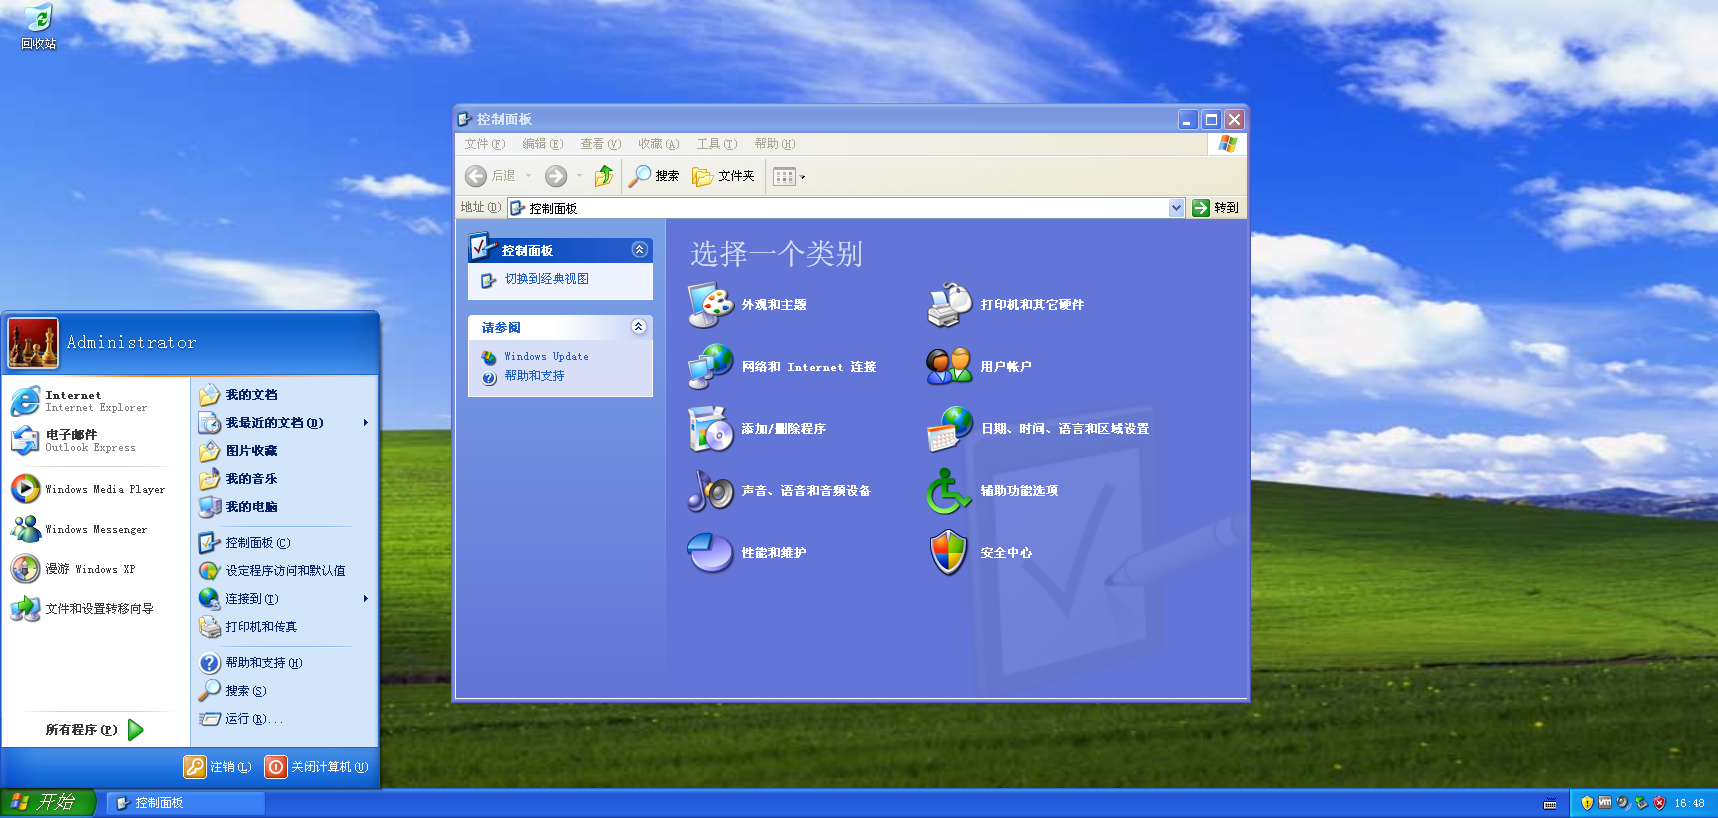 回收站
控制面板
文件(F) 编辑(E) 查看(V) 收藏(A) 工具(T) 帮助(H)
后退 搜索 文件夹
地址(D) 控制面板 转到
控制面板
切换到经典视图
请参阅
Windows Update
帮助和支持
选择一个类别
外观和主题
打印机和其它硬件
网络和 Internet 连接
用户帐户
添加/删除程序
日期、时间、语言和区域设置
声音、语音和音频设备
辅助功能选项
性能和维护
安全中心
Administrator
Internet
Internet Explorer
电子邮件
Outlook Express
Windows Media Player
Windows Messenger
漫游 Windows XP
文件和设置转移向导
所有程序(P)
我的文档
我最近的文档(D)
图片收藏
我的音乐
我的电脑
控制面板(C)
设定程序访问和默认值
连接到(T)
打印机和传真
帮助和支持(H)
搜索(S)
运行(R)...
注销(L) 关闭计算机(U)
开始 控制面板 16:48